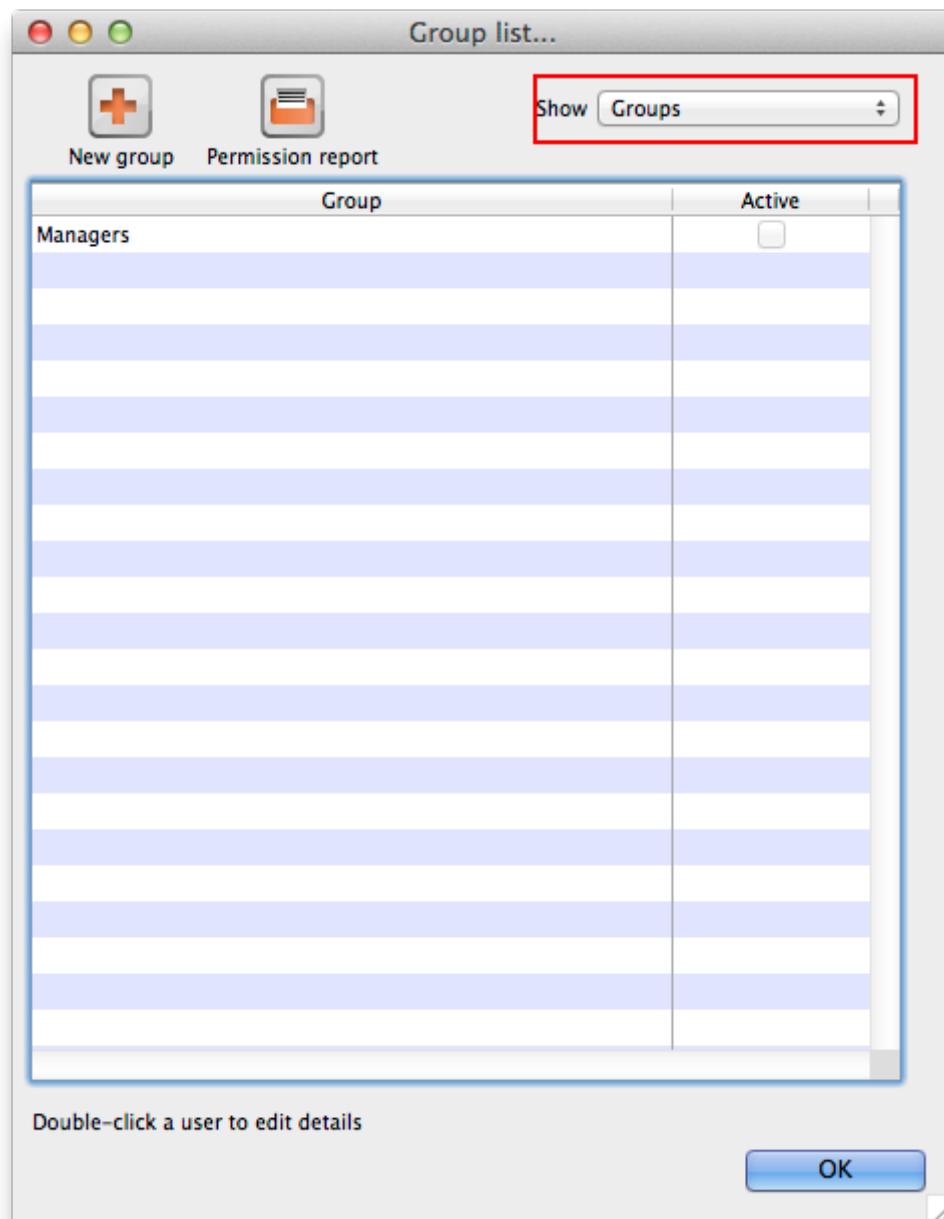 Group list...
Show Groups
New group Permission report
Group Active
Managers
Double-click a user to edit details
OK